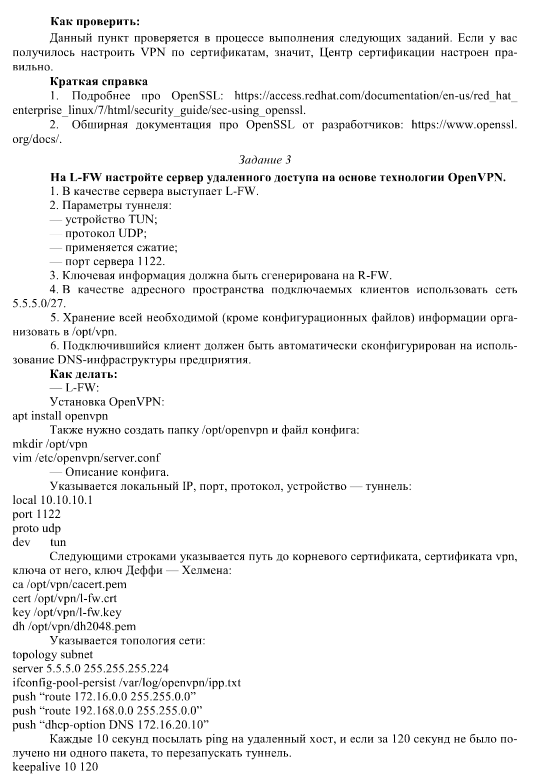 Как проверить:
Данный пункт проверяется в процессе выполнения следующих заданий. Если у вас
получилось настроить VPN по сертификатам, значит, Центр сертификации настроен пра-
вильно.
Краткая справка
1. Подробнее про OpenSSL: https://access.redhat.com/documentation/en-us/red_hat_
enterprise_linux/7/html/security_guide/sec-using_openssl.
2. Обширная документация про OpenSSL от разработчиков: https://www.openssl.
org/docs/.
Задание 3
На L-FW настройте сервер удаленного доступа на основе технологии OpenVPN.
1. В качестве сервера выступает L-FW.
2. Параметры туннеля:
— устройство TUN;
— протокол UDP;
— применяется сжатие;
— порт сервера 1122.
3. Ключевая информация должна быть сгенерирована на R-FW.
4. В качестве адресного пространства подключаемых клиентов использовать сеть
5.5.5.0/27.
5. Хранение всей необходимой (кроме конфигурационных файлов) информации орга-
низовать в /opt/vpn.
6. Подключившийся клиент должен быть автоматически сконфигурирован на исполь-
зование DNS-инфраструктуры предприятия.
Как делать:
— L-FW:
Установка OpenVPN:
apt install openvpn
Также нужно создать папку /opt/openvpn и файл конфига:
mkdir /opt/vpn
vim /etc/openvpn/server.conf
— Описание конфига.
Указывается локальный IP, порт, протокол, устройство — туннель:
local 10.10.10.1
port 1122
proto udp
dev tun
Следующими строками указывается путь до корневого сертификата, сертификата vpn,
ключа от него, ключ Деффи — Хелмена:
ca /opt/vpn/cacert.pem
cert /opt/vpn/l-fw.crt
key /opt/vpn/l-fw.key
dh /opt/vpn/dh2048.pem
Указывается топология сети:
topology subnet
server 5.5.5.0 255.255.255.224
ifconfig-pool-persist /var/log/openvpn/ipp.txt
push “route 172.16.0.0 255.255.0.0”
push “route 192.168.0.0 255.255.0.0”
push “dhcp-option DNS 172.16.20.10”
Каждые 10 секунд посылать ping на удаленный хост, и если за 120 секунд не было по-
лучено ни одного пакета, то перезапускать туннель.
keepalive 10 120